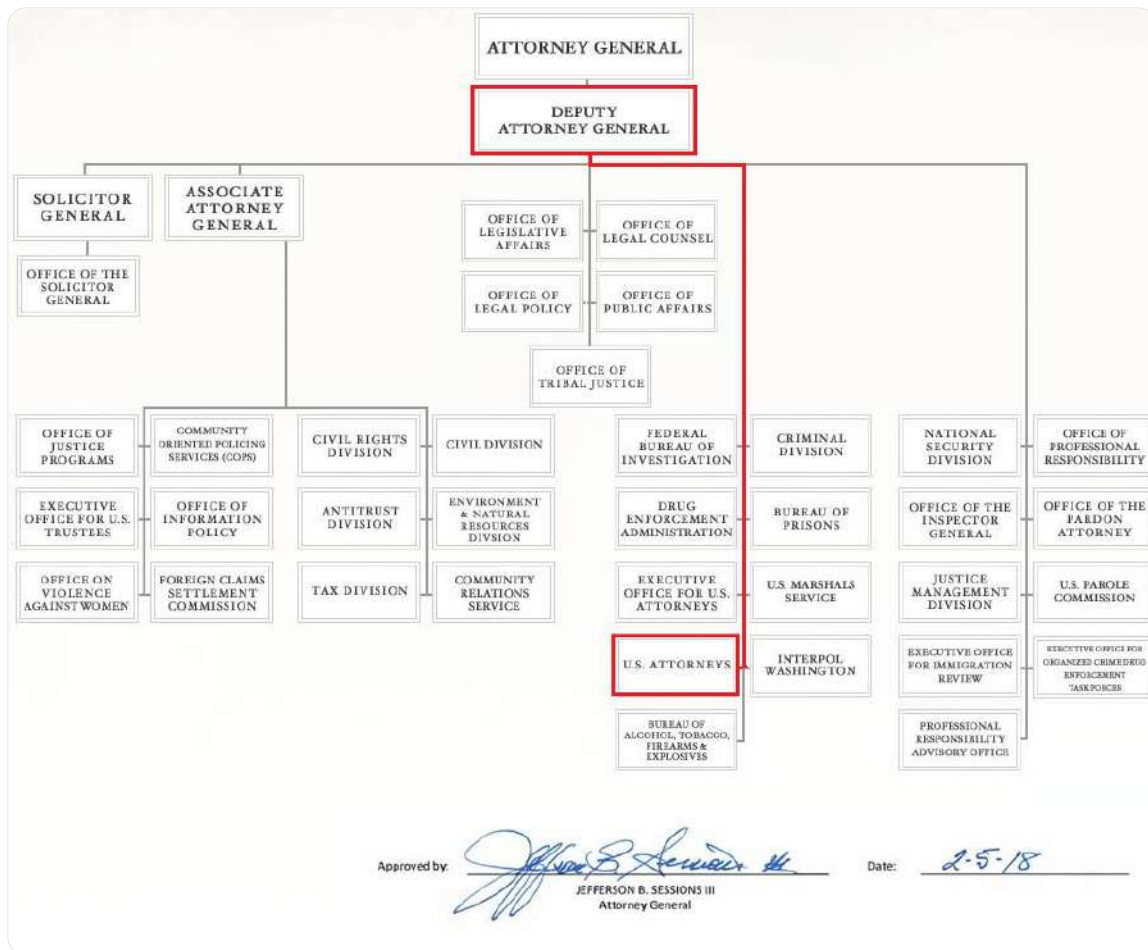 ATTORNEY GENERAL
DEPUTY
ATTORNEY GENERAL
SOLICITOR
GENERAL
ASSOCIATE
ATTORNEY
GENERAL
OFFICE OF THE
SOLICITOR
GENERAL
OFFICE OF
LEGISLATIVE
AFFAIRS
OFFICE OF
LEGAL COUNSEL
OFFICE OF
LEGAL POLICY
OFFICE OF
PUBLIC AFFAIRS
OFFICE OF
TRIBAL JUSTICE
OFFICE OF
JUSTICE
PROGRAMS
COMMUNITY
ORIENTED POLICING
SERVICES (COPS)
CIVIL RIGHTS
DIVISION
CIVIL DIVISION
FEDERAL
BUREAU OF
INVESTIGATION
CRIMINAL
DIVISION
NATIONAL
SECURITY
DIVISION
OFFICE OF
PROFESSIONAL
RESPONSIBILITY
EXECUTIVE
OFFICE FOR U.S.
TRUSTEES
OFFICE OF
INFORMATION
POLICY
ANTITRUST
DIVISION
ENVIRONMENT
& NATURAL
RESOURCES
DIVSION
DRUG
ENFORCEMENT
ADMINISTRATION
BUREAU OF
PRISONS
OFFICE OF THE
INSPECTOR
GENERAL
OFFICE OF THE
PARDON
ATTORNEY
OFFICE ON
VIOLENCE
AGAINST WOMEN
FOREIGN CLAIMS
SETTLEMENT
COMMISSION
TAX DIVISION
COMMUNITY
RELATIONS
SERVICE
EXECUTIVE
OFFICE FOR U.S.
ATTORNEYS
U.S. MARSHALS
SERVICE
JUSTICE
MANAGEMENT
DIVISION
U.S. PAROLE
COMMISSION
U.S. ATTORNEYS
INTERPOL
WASHINGTON
EXECUTIVE OFFICE
FOR IMMIGRATION
REVIEW
EXECUTIVE OFFICE FOR
ORGANIZED CRIME DRUG
ENFORCEMENT
TASK FORCES
BUREAU OF
ALCOHOL, TOBACCO,
FIREARMS &
EXPLOSIVES
PROFESSIONAL
RESPONSIBILITY
ADVISORY OFFICE
Approved by:
Date: 2-5-18
JEFFERSON B. SESSIONS III
Attorney General